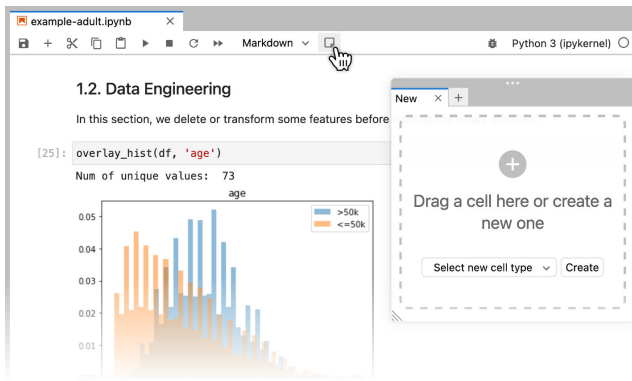 example-adult.ipynb
Markdown
Python 3 (ipykernel)
1.2. Data Engineering
In this section, we delete or transform some features before
[25]: overlay_hist(df, 'age')
Num of unique values: 73
age
>50k
<=50k
0.05
0.04
0.03
0.02
0.01
New
Drag a cell here or create a
new one
Select new cell type
Create